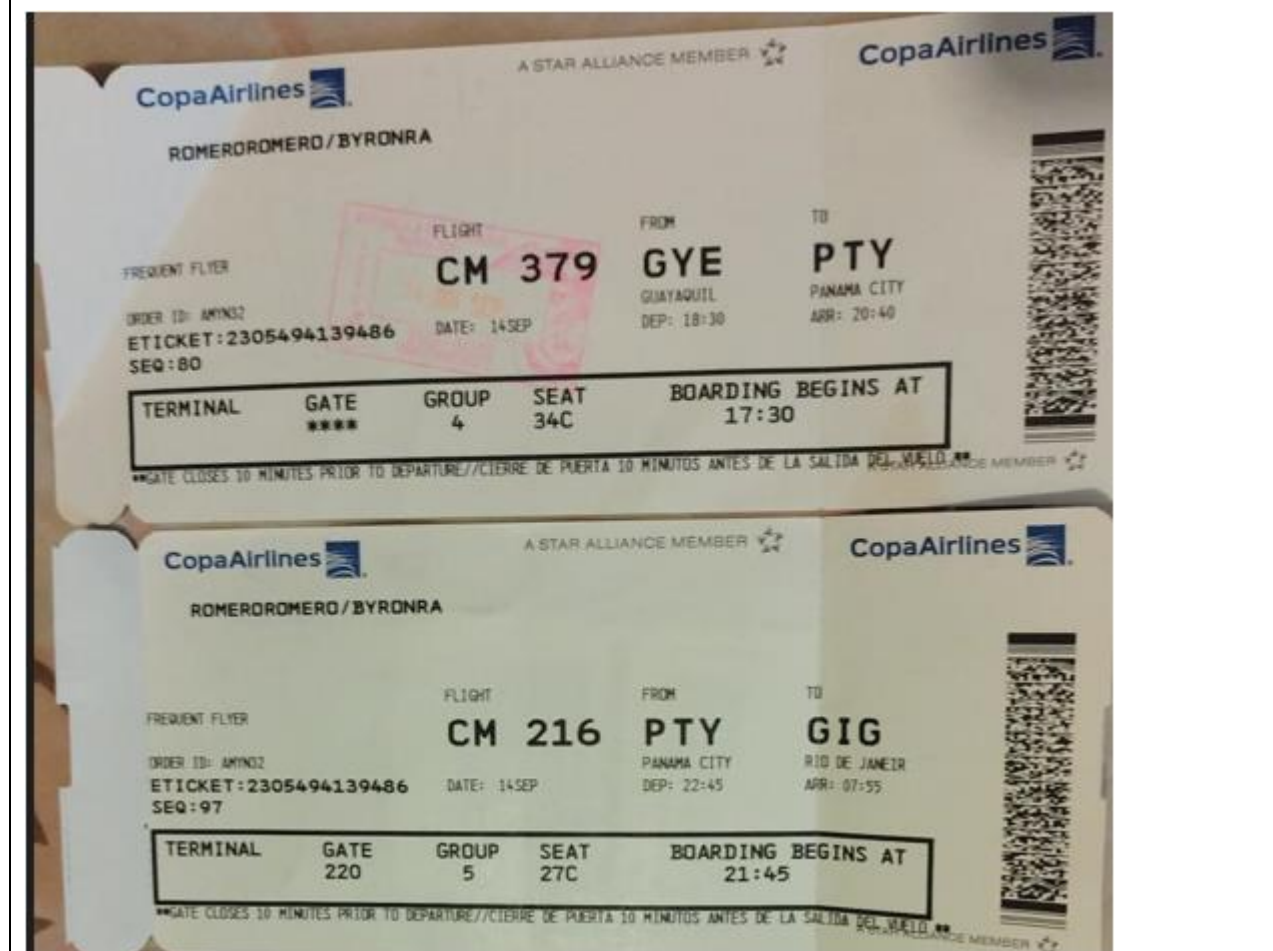 A STAR ALLIANCE MEMBER
CopaAirlines
CopaAirlines
ROMEROROMERO/BYRONRA
FLIGHT FROM TO
CM 379 GYE PTY
FREQUENT FLYER
GUAYAQUIL PANAMA CITY
ORDER ID: AMYN32
DATE: 14SEP DEP: 18:30 ARR: 20:40
ETICKET:2305494139486
SEQ:80
TERMINAL GATE GROUP SEAT BOARDING BEGINS AT
**** 4 34C 17:30
**GATE CLOSES 10 MINUTES PRIOR TO DEPARTURE//CIERRE DE PUERTA 10 MINUTOS ANTES DE LA SALIDA DEL VUELO **
A STAR ALLIANCE MEMBER
CopaAirlines A STAR ALLIANCE MEMBER CopaAirlines
ROMEROROMERO/BYRONRA
FLIGHT FROM TO
CM 216 PTY GIG
FREQUENT FLYER
PANAMA CITY RIO DE JANEIR
ORDER ID: AMYN32
ETICKET:2305494139486 DATE: 14SEP DEP: 22:45 ARR: 07:55
SEQ:97
TERMINAL GATE GROUP SEAT BOARDING BEGINS AT
220 5 27C 21:45
**GATE CLOSES 10 MINUTES PRIOR TO DEPARTURE//CIERRE DE PUERTA 10 MINUTOS ANTES DE LA SALIDA DEL VUELO **
A STAR ALLIANCE MEMBER